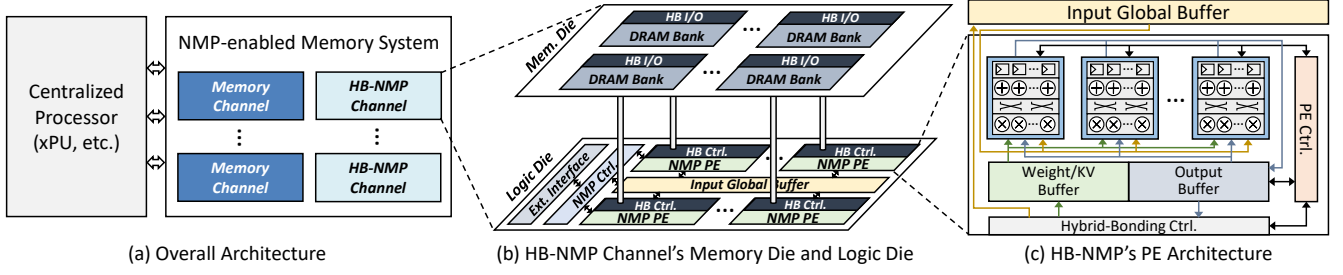 Centralized
Processor
(xPU, etc.)
NMP-enabled Memory System
Memory
Channel
HB-NMP
Channel
Memory
Channel
HB-NMP
Channel
(a) Overall Architecture
Mem. Die
HB I/O
DRAM Bank
HB I/O
DRAM Bank
HB I/O
DRAM Bank
HB I/O
DRAM Bank
Logic Die
Ext. Interface
NMP Ctrl.
HB Ctrl.
NMP PE
HB Ctrl.
NMP PE
Input Global Buffer
HB Ctrl.
NMP PE
HB Ctrl.
NMP PE
(b) HB-NMP Channel's Memory Die and Logic Die
Input Global Buffer
PE Ctrl.
Weight/KV
Buffer
Output
Buffer
Hybrid-Bonding Ctrl.
(c) HB-NMP's PE Architecture